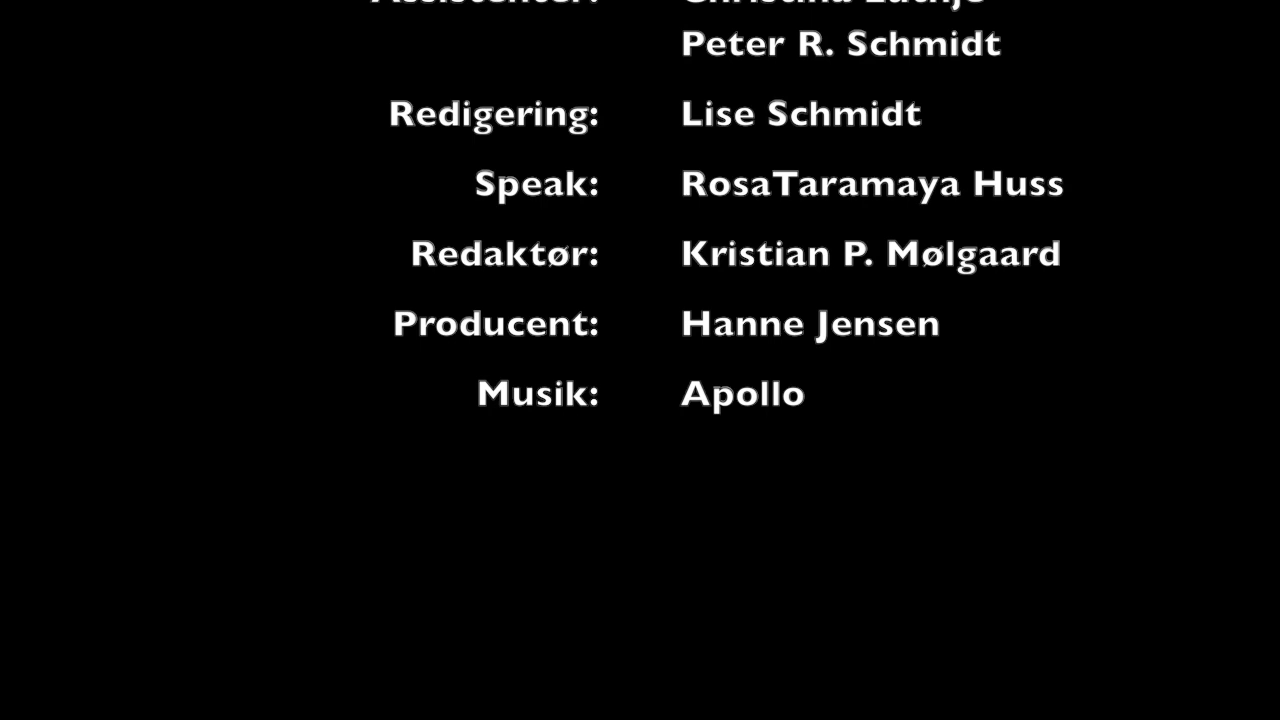 Peter R. Schmidt
Redigering: Lise Schmidt
Speak: RosaTaramaya Huss
Redaktør: Kristian P. Mølgaard
Producent: Hanne Jensen
Musik: Apollo